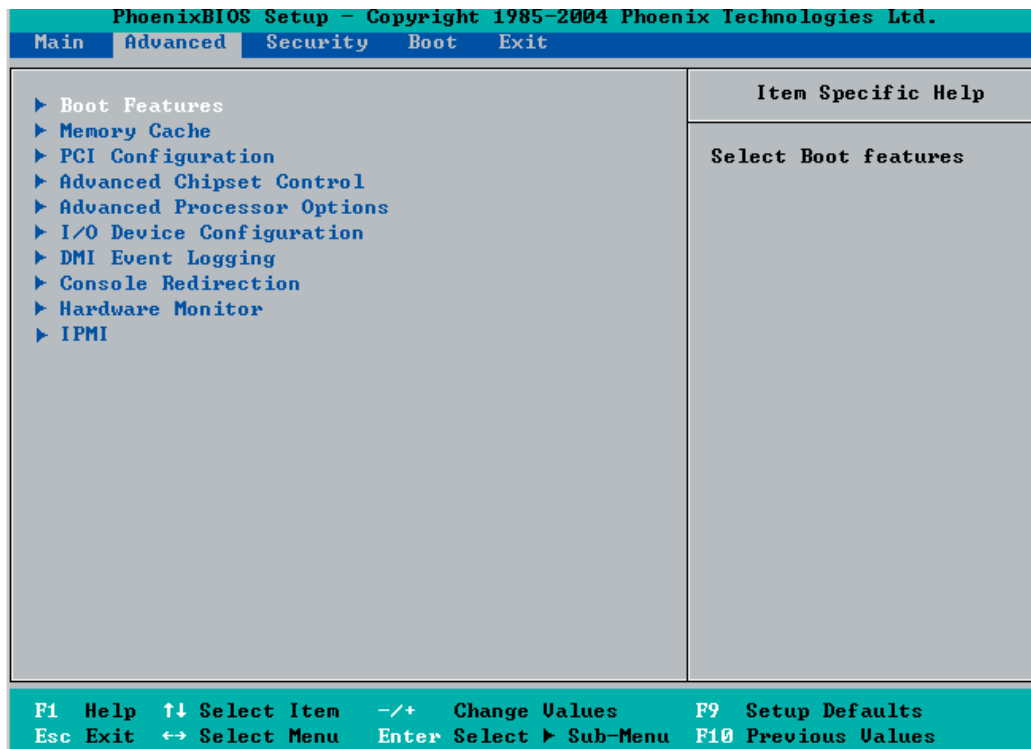 PhoenixBIOS Setup - Copyright 1985-2004 Phoenix Technologies Ltd.
Main Advanced Security Boot Exit
Boot Features
Memory Cache
PCI Configuration
Advanced Chipset Control
Advanced Processor Options
I/O Device Configuration
DMI Event Logging
Console Redirection
Hardware Monitor
IPMI
Item Specific Help
Select Boot features
F1 Help ↑↓ Select Item -/+ Change Values F9 Setup Defaults
Esc Exit ↔ Select Menu Enter Select ▶ Sub-Menu F10 Previous Values